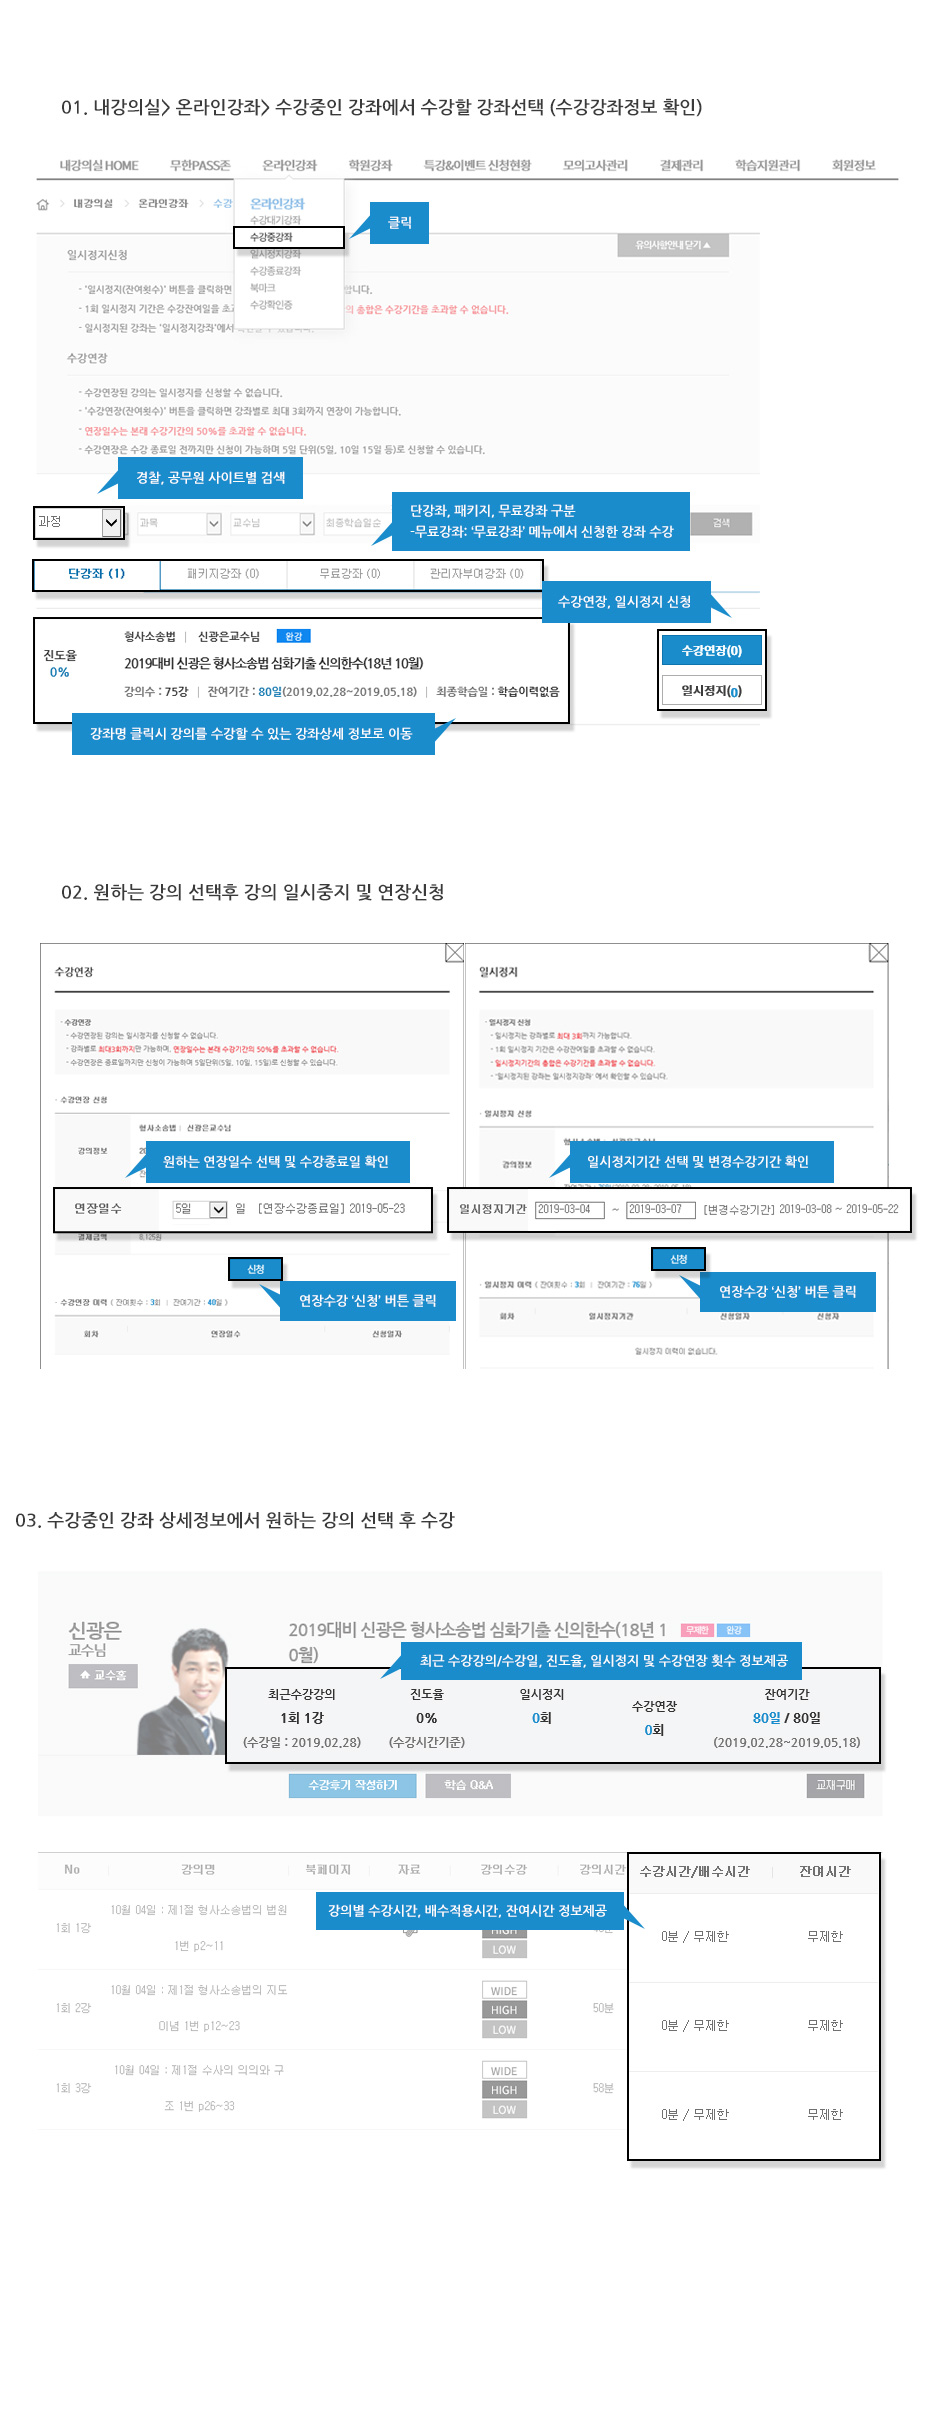 01. 내강의실> 온라인강좌> 수강중인 강좌에서 수강할 강좌선택 (수강강좌정보 확인)
내강의실 HOME 무한PASS존 온라인강좌 학원강좌 특강&이벤트 신청현황 모의고사관리 결제관리 학습지원관리 회원정보
> 내강의실 > 온라인강좌 > 수강
온라인강좌
수강대기강좌
수강중강좌
일시정지강좌
수강종료강좌
북마크
수강확인증
클릭
유의사항안내 닫기 ▲
일시정지신청
- '일시정지(잔여횟수)' 버튼을 클릭하면 합니다.
- 1회 일시정지 기간은 수강잔여일을 초과 의 총합은 수강기간을 초과할 수 없습니다.
- 일시정지된 강좌는 '일시정지강좌'에서
수강연장
- 수강연장된 강의는 일시정지를 신청할 수 없습니다.
- '수강연장(잔여횟수)' 버튼을 클릭하면 강좌별로 최대 3회까지 연장이 가능합니다.
- 연장일수는 본래 수강기간의 50%를 초과할 수 없습니다.
- 수강연장은 수강 종료일 전까지만 신청이 가능하며 5일 단위(5일, 10일 15일 등)로 신청할 수 있습니다.
경찰, 공무원 사이트별 검색
단강좌, 패키지, 무료강좌 구분
-무료강좌: '무료강좌' 메뉴에서 신청한 강좌 수강
과정 과목 교수님 최종학습일순 검색
단강좌 (1) 패키지강좌 (0) 무료강좌 (0) 관리자부여강좌 (0)
수강연장, 일시정지 신청
형사소송법 | 신광은교수님 완강
진도율
0%
2019대비 신광은 형사소송법 심화기출 신의한수(18년 10월)
강의수 : 75강 | 잔여기간 : 80일(2019.02.28~2019.05.18) | 최종학습일 : 학습이력없음
수강연장(0)
일시정지(0)
강좌명 클릭시 강의를 수강할 수 있는 강좌상세 정보로 이동
02. 원하는 강의 선택후 강의 일시중지 및 연장신청
수강연장
· 수강연장
- 수강연장된 강의는 일시정지를 신청할 수 없습니다.
- 강좌별로 최대3회까지만 가능하며, 연장일수는 본래 수강기간의 50%를 초과할 수 없습니다.
- 수강연장은 종료일까지만 신청이 가능하며 5일단위(5일, 10일, 15일)로 신청할 수 있습니다.
· 수강연장 신청
형사소송법 | 신광은교수님
강의정보
원하는 연장일수 선택 및 수강종료일 확인
연장일수 5일 일 [연장수강종료일] 2019-05-23
결제금액 8,125원
신청
연장수강 '신청' 버튼 클릭
· 수강연장 이력 ( 잔여횟수 : 3회 | 잔여기간 : 40일 )
회차 연장일수 신청일자
일시정지
· 일시정지 신청
- 일시정지는 강좌별로 최대 3회까지 가능합니다.
- 1회 일시정지 기간은 수강잔여일을 초과할 수 없습니다.
- 일시정지기간의 총합은 수강기간을 초과할 수 없습니다.
- '일시정지된 강좌는 일시정지강좌' 에서 확인할 수 있습니다.
· 일시정지 신청
강의정보
일시정지기간 선택 및 변경수강기간 확인
일시정지기간 2019-03-04 ~ 2019-03-07 [변경수강기간] 2019-03-08 ~ 2019-05-22
신청
연장수강 '신청' 버튼 클릭
· 일시정지 이력 ( 잔여횟수 : 3회 | 잔여기간 : 76일 )
회차 일시정지기간 신청일자 신청자
일시정지 이력이 없습니다.
03. 수강중인 강좌 상세정보에서 원하는 강의 선택 후 수강
신광은
교수님
교수홈
2019대비 신광은 형사소송법 심화기출 신의한수(18년 1 무제한 완강
0월)
최근 수강강의/수강일, 진도율, 일시정지 및 수강연장 횟수 정보제공
최근수강강의 진도율 일시정지 수강연장 잔여기간
1회 1강 0% 0회 0회 80일 / 80일
(수강일 : 2019.02.28) (수강시간기준) (2019.02.28~2019.05.18)
수강후기 작성하기 학습 Q&A 교재구매
No 강의명 북페이지 자료 강의수강 강의시간 수강시간/배수시간 잔여시간
강의별 수강시간, 배수적용시간, 잔여시간 정보제공
10월 04일 : 제1절 형사소송법의 법원
1회 1강 HIGH 0분 / 무제한 무제한
1번 p2~11 LOW
10월 04일 : 제1절 형사소송법의 지도 WIDE
1회 2강 HIGH 50분 0분 / 무제한 무제한
이념 1번 p12~23 LOW
10월 04일 : 제1절 수사의 의의와 구 WIDE
1회 3강 HIGH 58분 0분 / 무제한 무제한
조 1번 p26~33 LOW